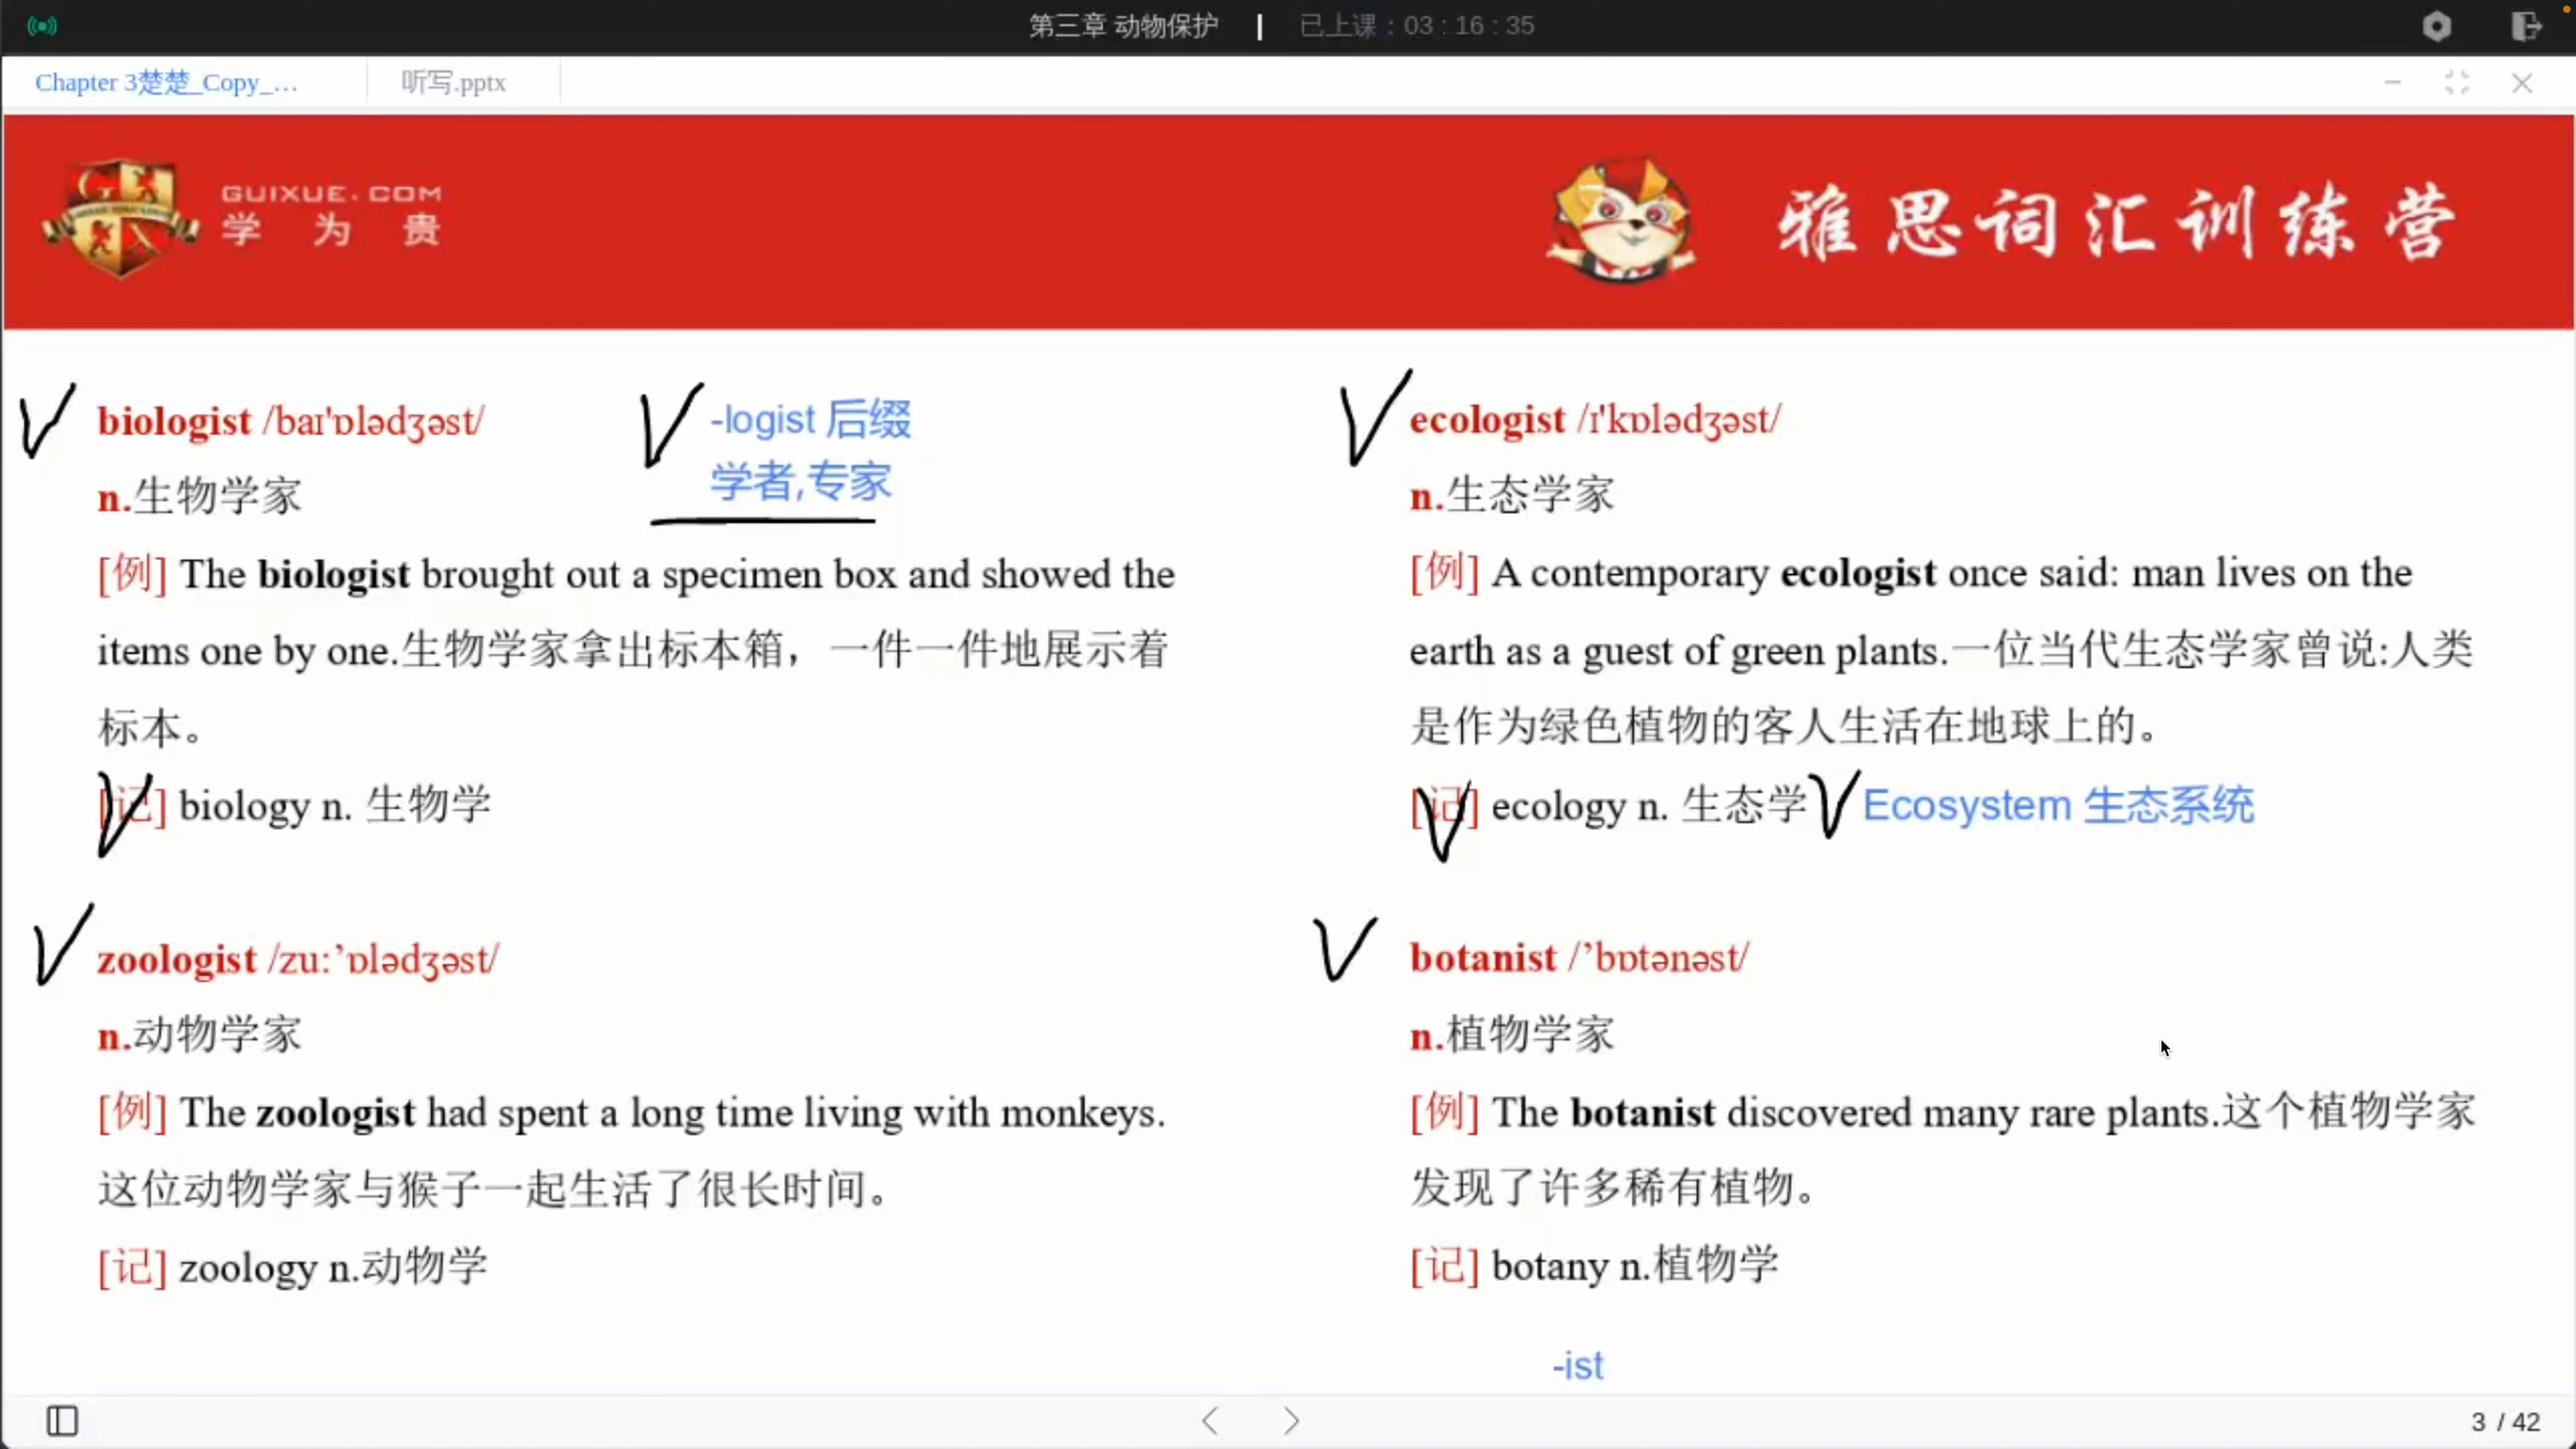 第三章 动物保护 | 已上课：03 : 16 : 35
Chapter 3楚楚_Copy_… 听写.pptx
GUIXUE.COM
学为贵
雅思词汇训练营
biologist /baɪ'ɒlədʒəst/
n.生物学家
-logist 后缀
学者,专家
[例] The biologist brought out a specimen box and showed the
items one by one.生物学家拿出标本箱，一件一件地展示着
标本。
[记] biology n. 生物学
zoologist /zu:’ɒlədʒəst/
n.动物学家
[例] The zoologist had spent a long time living with monkeys.
这位动物学家与猴子一起生活了很长时间。
[记] zoology n.动物学
ecologist /ɪ'kɒlədʒəst/
n.生态学家
[例] A contemporary ecologist once said: man lives on the
earth as a guest of green plants.一位当代生态学家曾说:人类
是作为绿色植物的客人生活在地球上的。
[记] ecology n. 生态学 Ecosystem 生态系统
botanist /’bɒtənəst/
n.植物学家
[例] The botanist discovered many rare plants.这个植物学家
发现了许多稀有植物。
[记] botany n.植物学
-ist
3 / 42